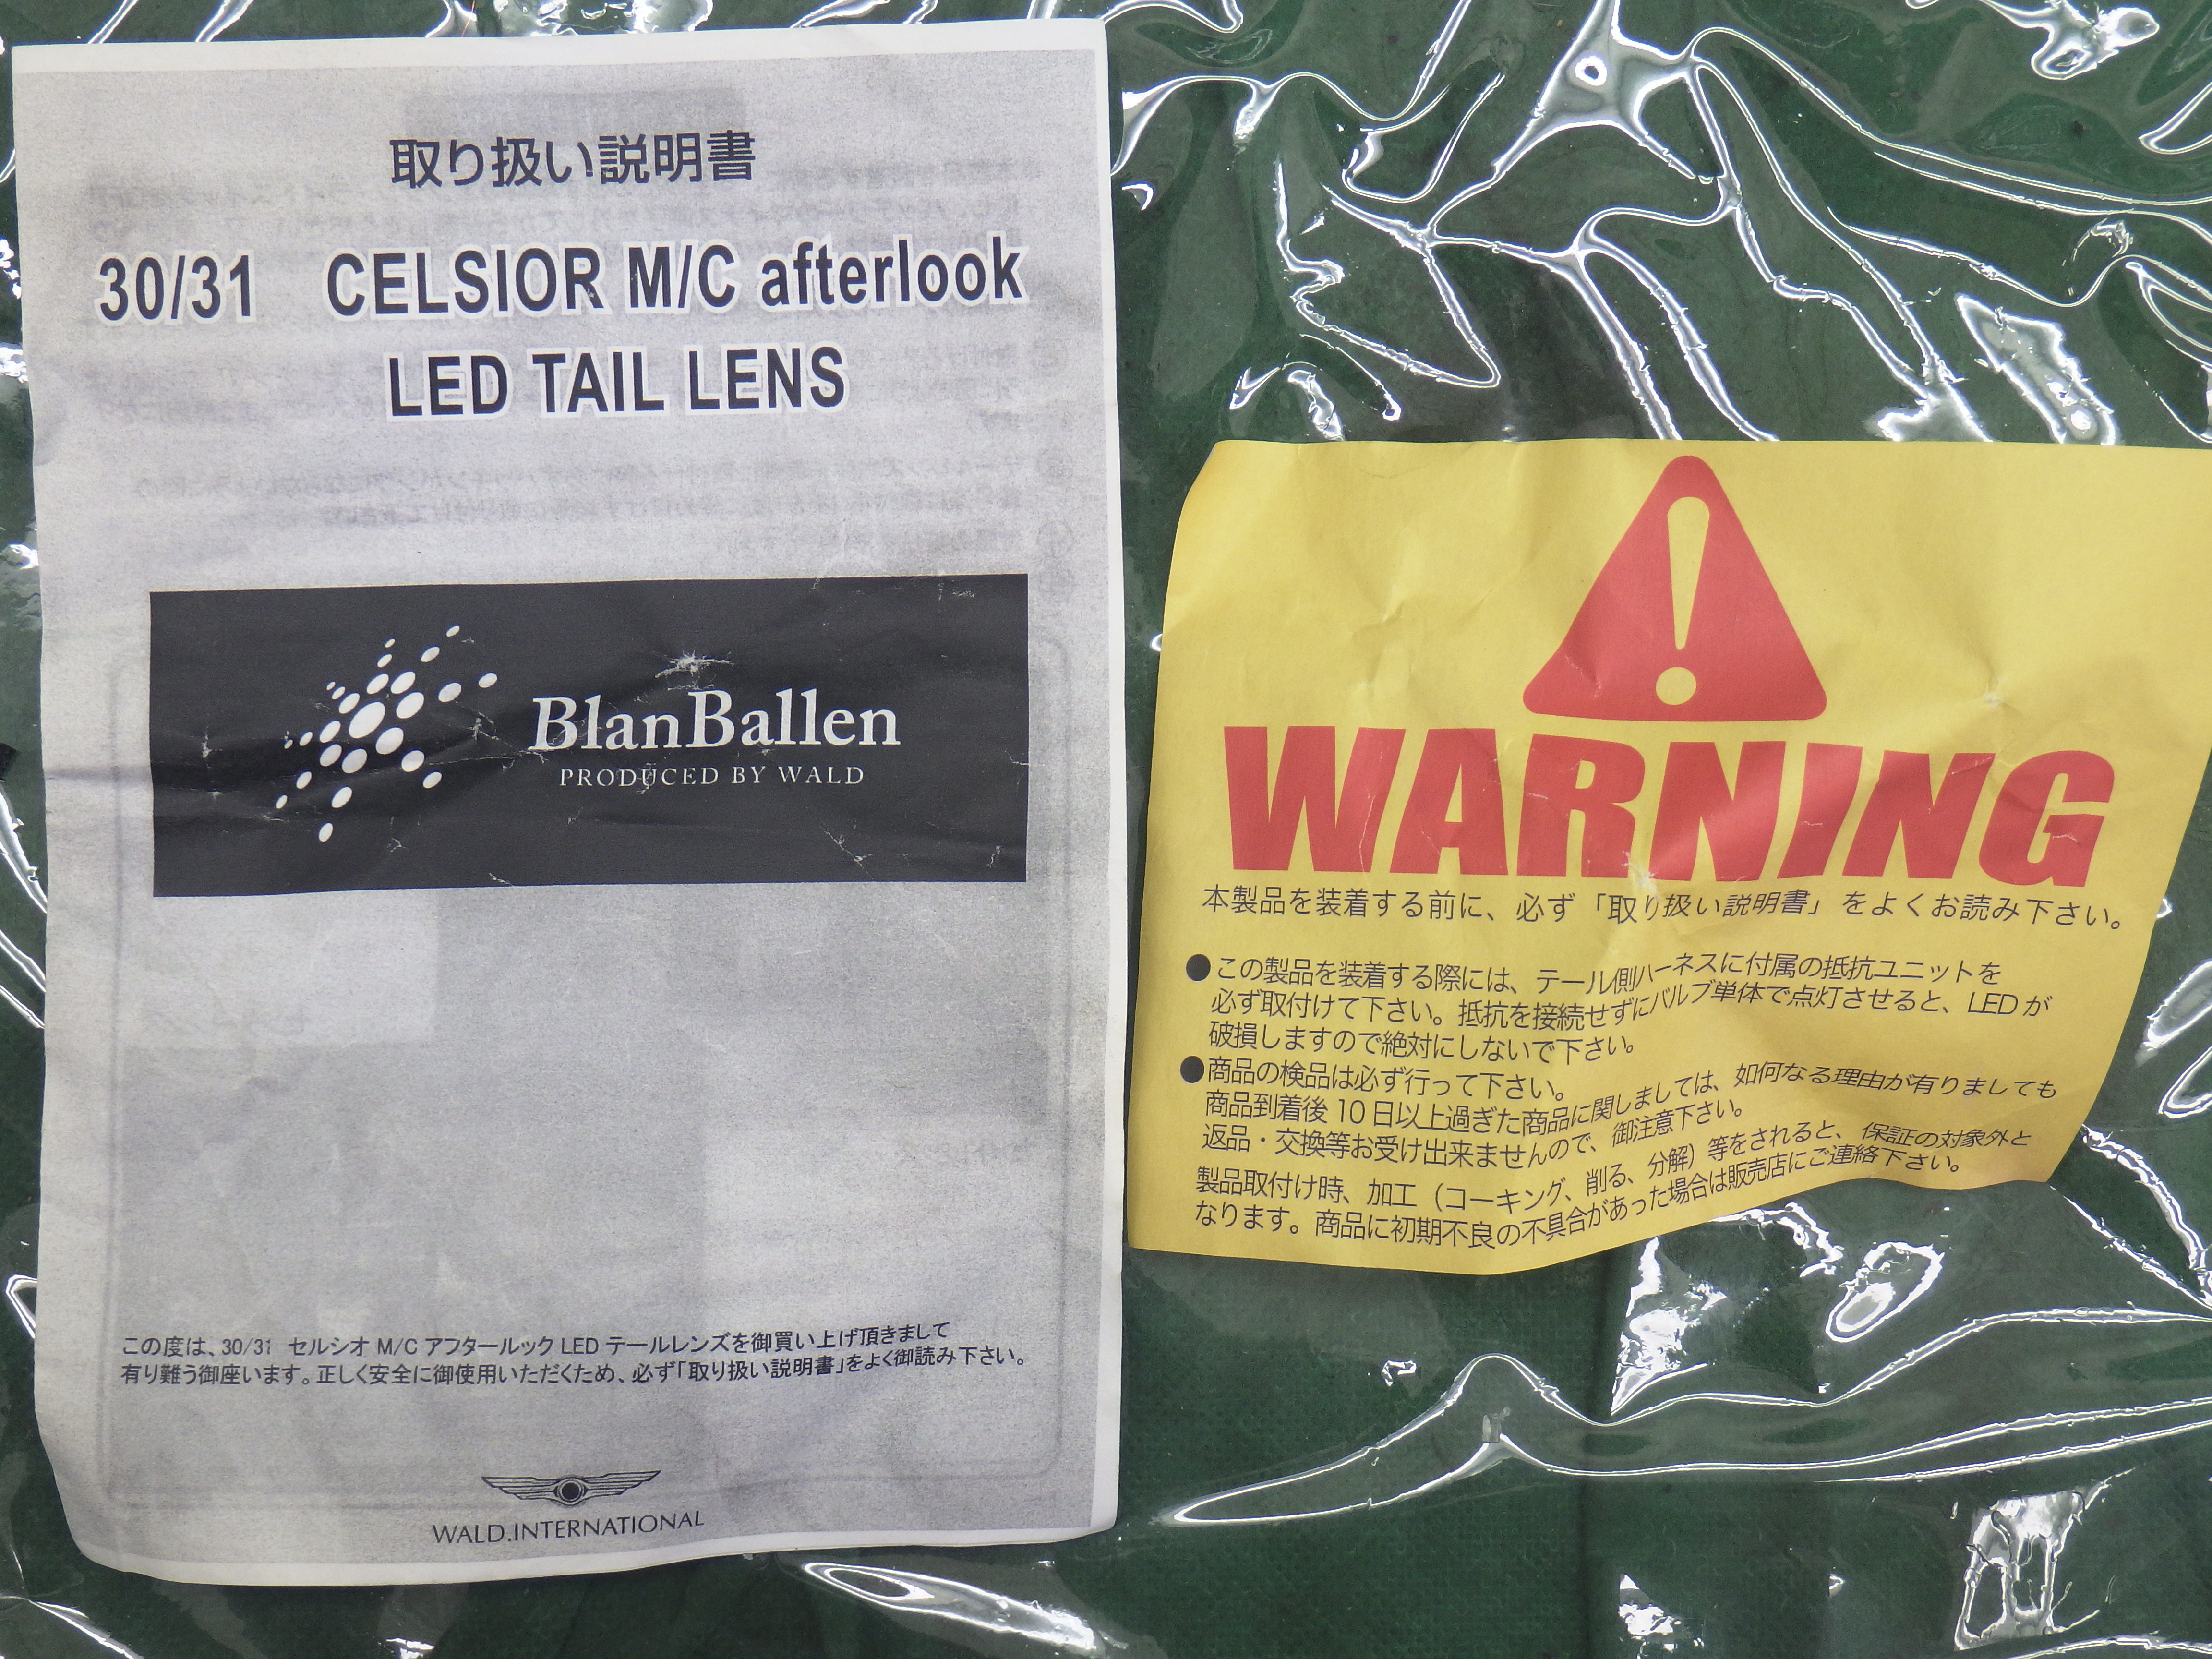 取り扱い説明書
30/31 CELSIOR M/C afterlook
LED TAIL LENS
BlanBallen
PRODUCED BY WALD
この度は、30/31 セルシオ M/C アフタールック LED テールレンズを御買い上げ頂きまして
有り難う御座います。正しく安全に御使用いただくため、必ず「取り扱い説明書」をよく御読み下さい。
WALD.INTERNATIONAL
WARNING
本製品を装着する前に、必ず「取り扱い説明書」をよくお読み下さい。
●この製品を装着する際には、テール側ハーネスに付属の抵抗ユニットを
必ず取付けて下さい。抵抗を接続せずにバルブ単体で点灯させると、LED が
破損しますので絶対にしないで下さい。
●商品の検品は必ず行って下さい。
商品到着後 10 日以上過ぎた商品に関しましては、如何なる理由が有りましても
返品・交換等お受け出来ませんので、御注意下さい。
製品取付け時、加工（コーキング、削る、分解）等をされると、保証の対象外と
なります。商品に初期不良の不具合があった場合は販売店にご連絡下さい。